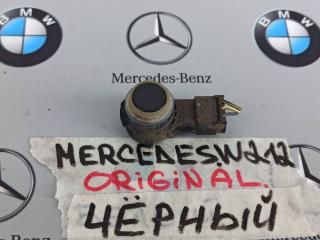 Mercedes-Benz
MERCEDES W212
ORiGiNAL.
ЧЁРНЫЙ